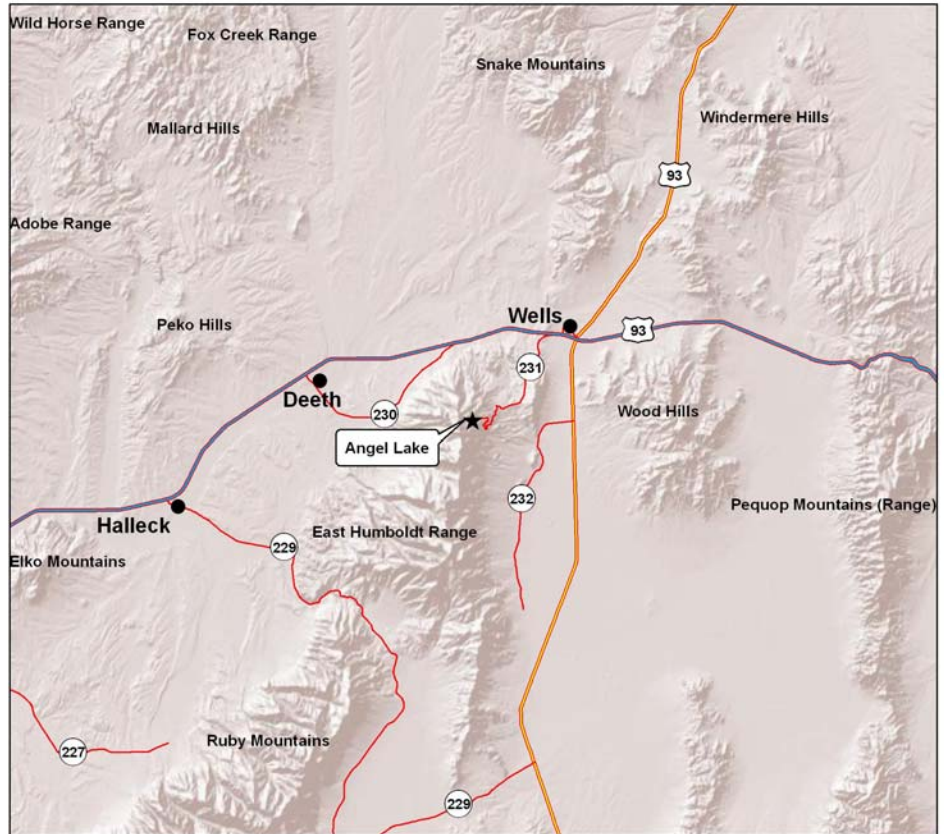 Wild Horse Range
Fox Creek Range
Snake Mountains
Windermere Hills
Mallard Hills
93
Adobe Range
Wells
Peko Hills
93
231
Deeth
230
Wood Hills
Angel Lake
232
Pequop Mountains (Range)
Halleck
East Humboldt Range
229
Elko Mountains
Ruby Mountains
227
229